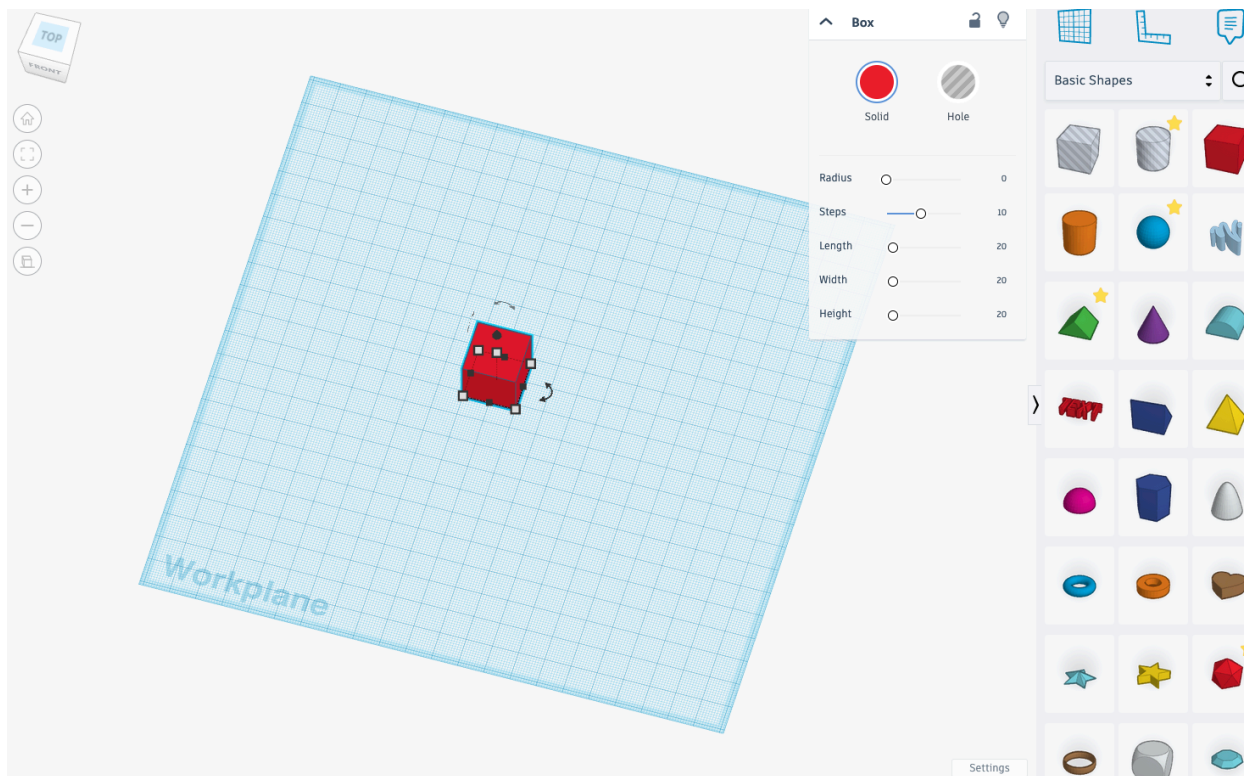 Box
TOP
FRONT
Basic Shapes
Solid
Hole
Radius 0
Steps 10
Length 20
Width 20
Height 20
TEXT
Workplane
Settings